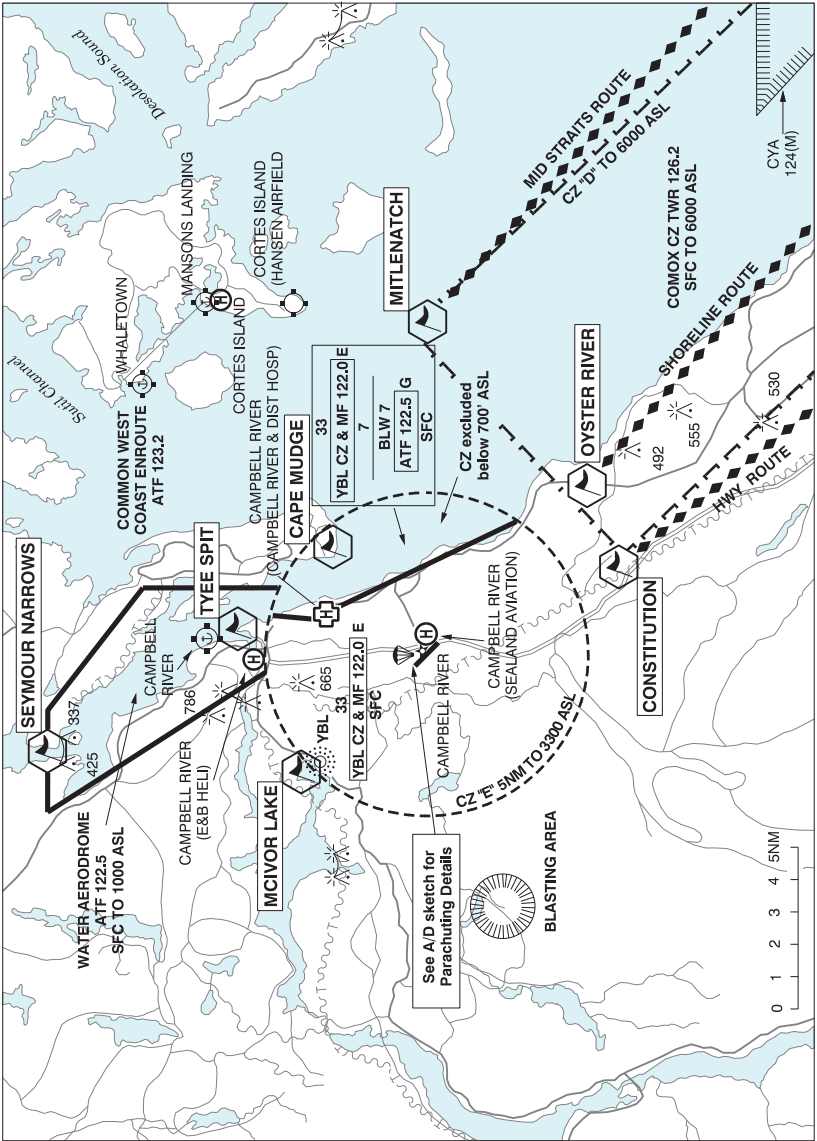 SEYMOUR NARROWS
337
425
WATER AERODROME
ATF 122.5
SFC TO 1000 ASL
CAMPBELL
RIVER
786
CAMPBELL RIVER
(E&B HELI)
TYEE SPIT
MCIVOR LAKE
YBL
665
33
YBL CZ & MF 122.0 E
SFC
Sutil Channel
Desolation Sound
COMMON WEST
COAST ENROUTE
ATF 123.2
WHALETOWN
MANSONS LANDING
H
CORTES ISLAND
CORTES ISLAND
(HANSEN AIRFIELD)
CAMPBELL RIVER
(CAMPBELL RIVER & DIST HOSP)
H
H
CAPE MUDGE
33
YBL CZ & MF 122.0 E
7
BLW 7
ATF 122.5 G
SFC
CZ excluded
below 700' ASL
MITLENATCH
MID STRAITS ROUTE
CZ "D" TO 6000 ASL
COMOX CZ TWR 126.2
SFC TO 6000 ASL
CYA
124(M)
SHORELINE ROUTE
OYSTER RIVER
492
555
530
HWY ROUTE
CONSTITUTION
H
CAMPBELL RIVER
SEALAND AVIATION
CAMPBELL RIVER
CZ "E" 5NM TO 3300 ASL
See A/D sketch for
Parachuting Details
BLASTING AREA
0 1 2 3 4 5NM